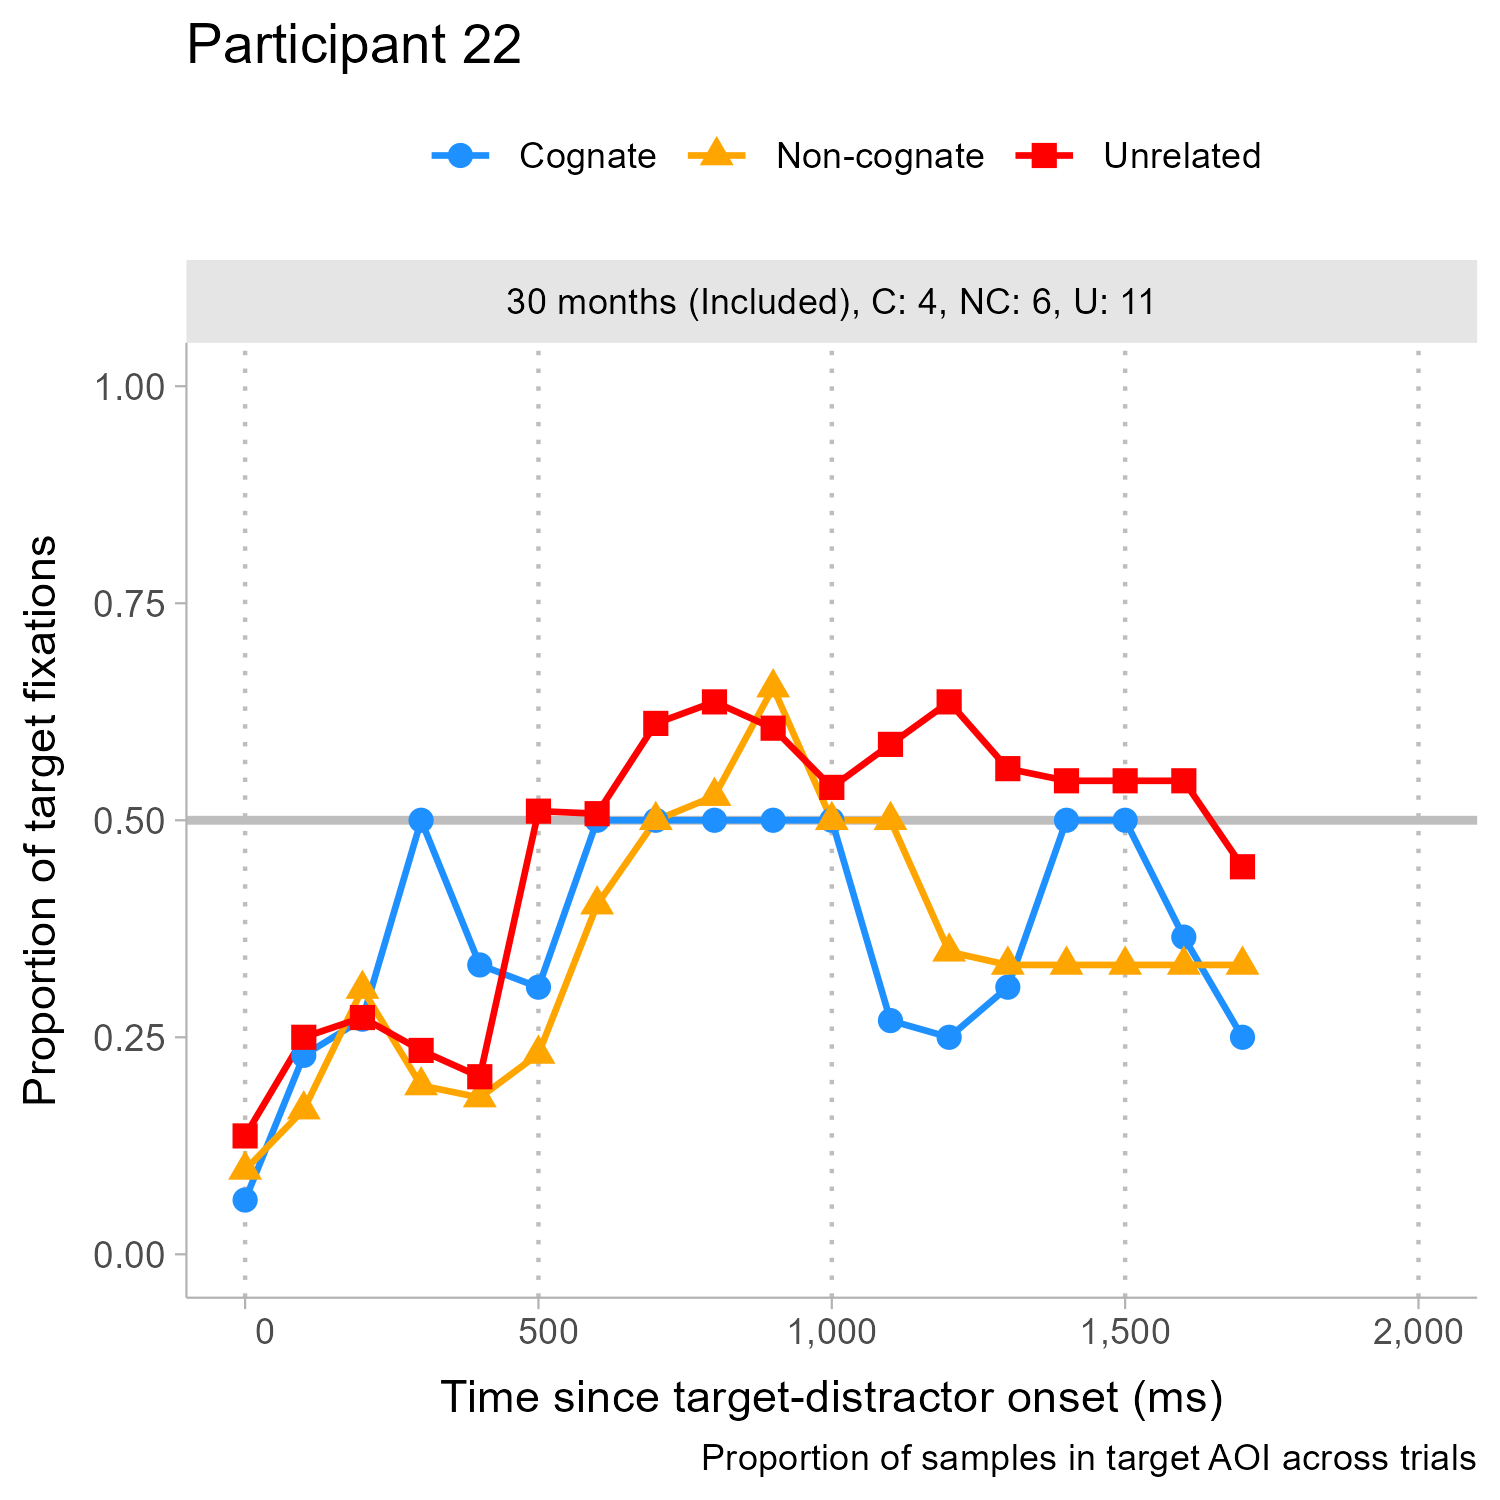 Participant 22
Cognate Non-cognate Unrelated
30 months (Included), C: 4, NC: 6, U: 11
1.00
0.75
0.50
0.25
0.00
Proportion of target fixations
0 500 1,000 1,500 2,000
Time since target-distractor onset (ms)
Proportion of samples in target AOI across trials